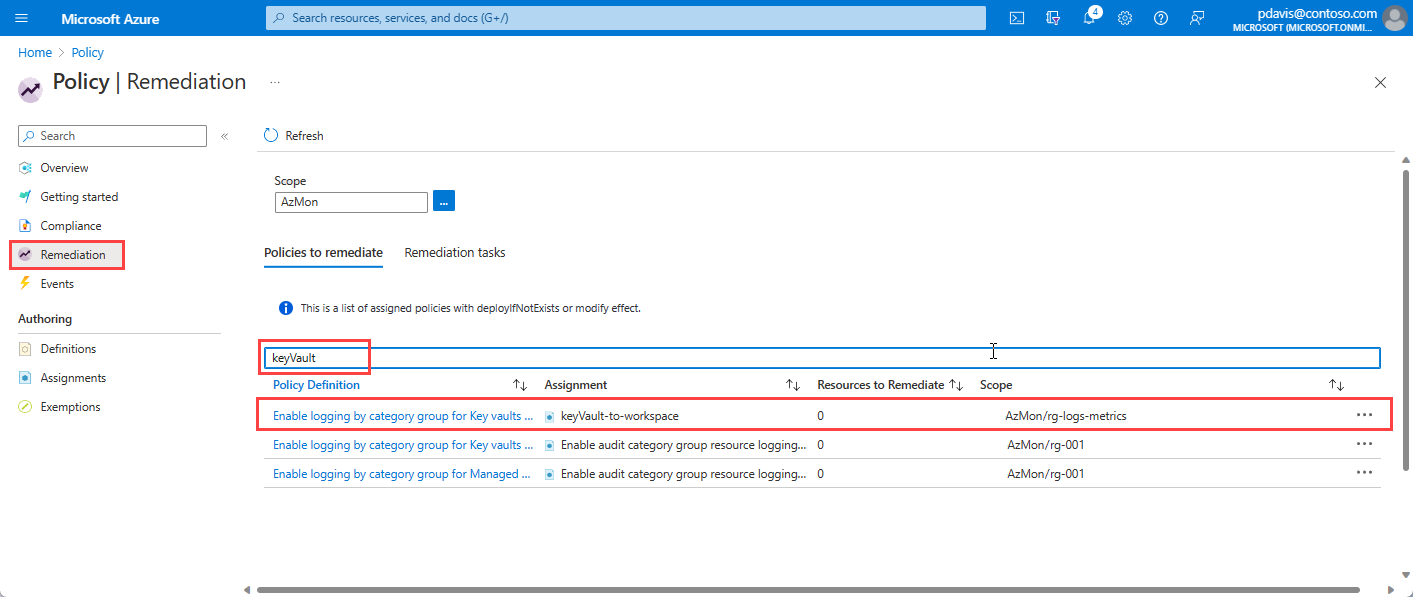 Microsoft Azure
Search resources, services, and docs (G+/)
4
pdavis@contoso.com
MICROSOFT (MICROSOFT.ONMI...
Home > Policy
Policy | Remediation ...
Search
«
Refresh
Overview
Getting started
Compliance
Remediation
Events
Authoring
Definitions
Assignments
Exemptions
Scope
AzMon
...
Policies to remediate Remediation tasks
This is a list of assigned policies with deployIfNotExists or modify effect.
keyVault
Policy Definition Assignment Resources to Remediate Scope
Enable logging by category group for Key vaults ... keyVault-to-workspace 0 AzMon/rg-logs-metrics ...
Enable logging by category group for Key vaults ... Enable audit category group resource logging... 0 AzMon/rg-001 ...
Enable logging by category group for Managed ... Enable audit category group resource logging... 0 AzMon/rg-001 ...